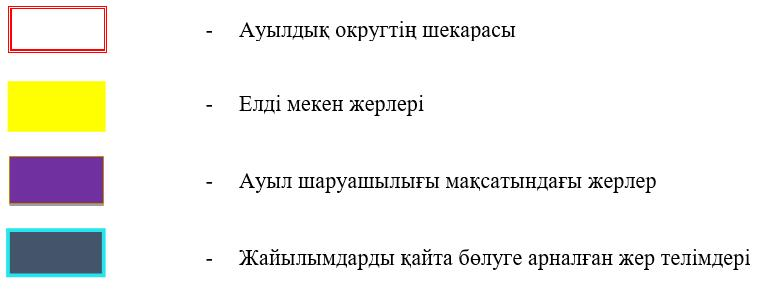 - Ауылдық округтің шекарасы
- Елді мекен жерлері
- Ауыл шаруашылығы мақсатындағы жерлер
- Жайылымдарды қайта бөлуге арналған жер телімдері